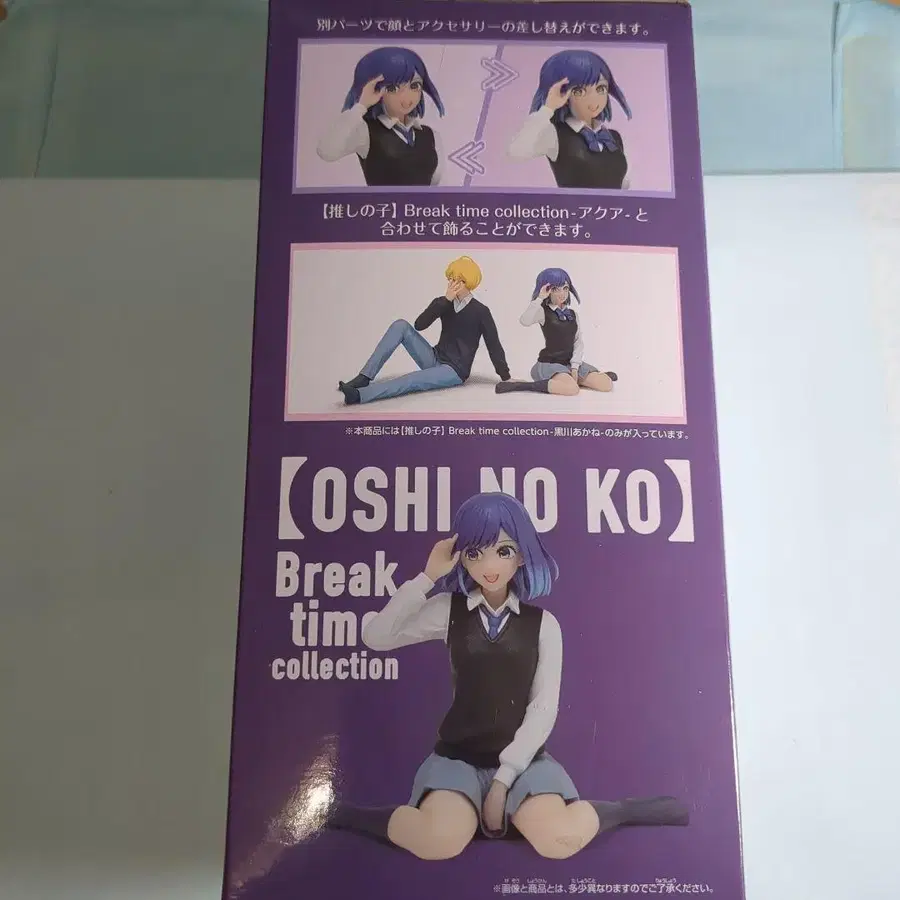 別パーツで顔とアクセサリーの差し替えができます。
【推しの子】Break time collection-アクア-と
合わせて飾ることができます。
※本商品には【推しの子】Break time collection-黒川あかね-のみが入っています。
【OSHI NO KO】
Break
time
collection
※画像と商品とは、多少異なりますのでご了承ください。